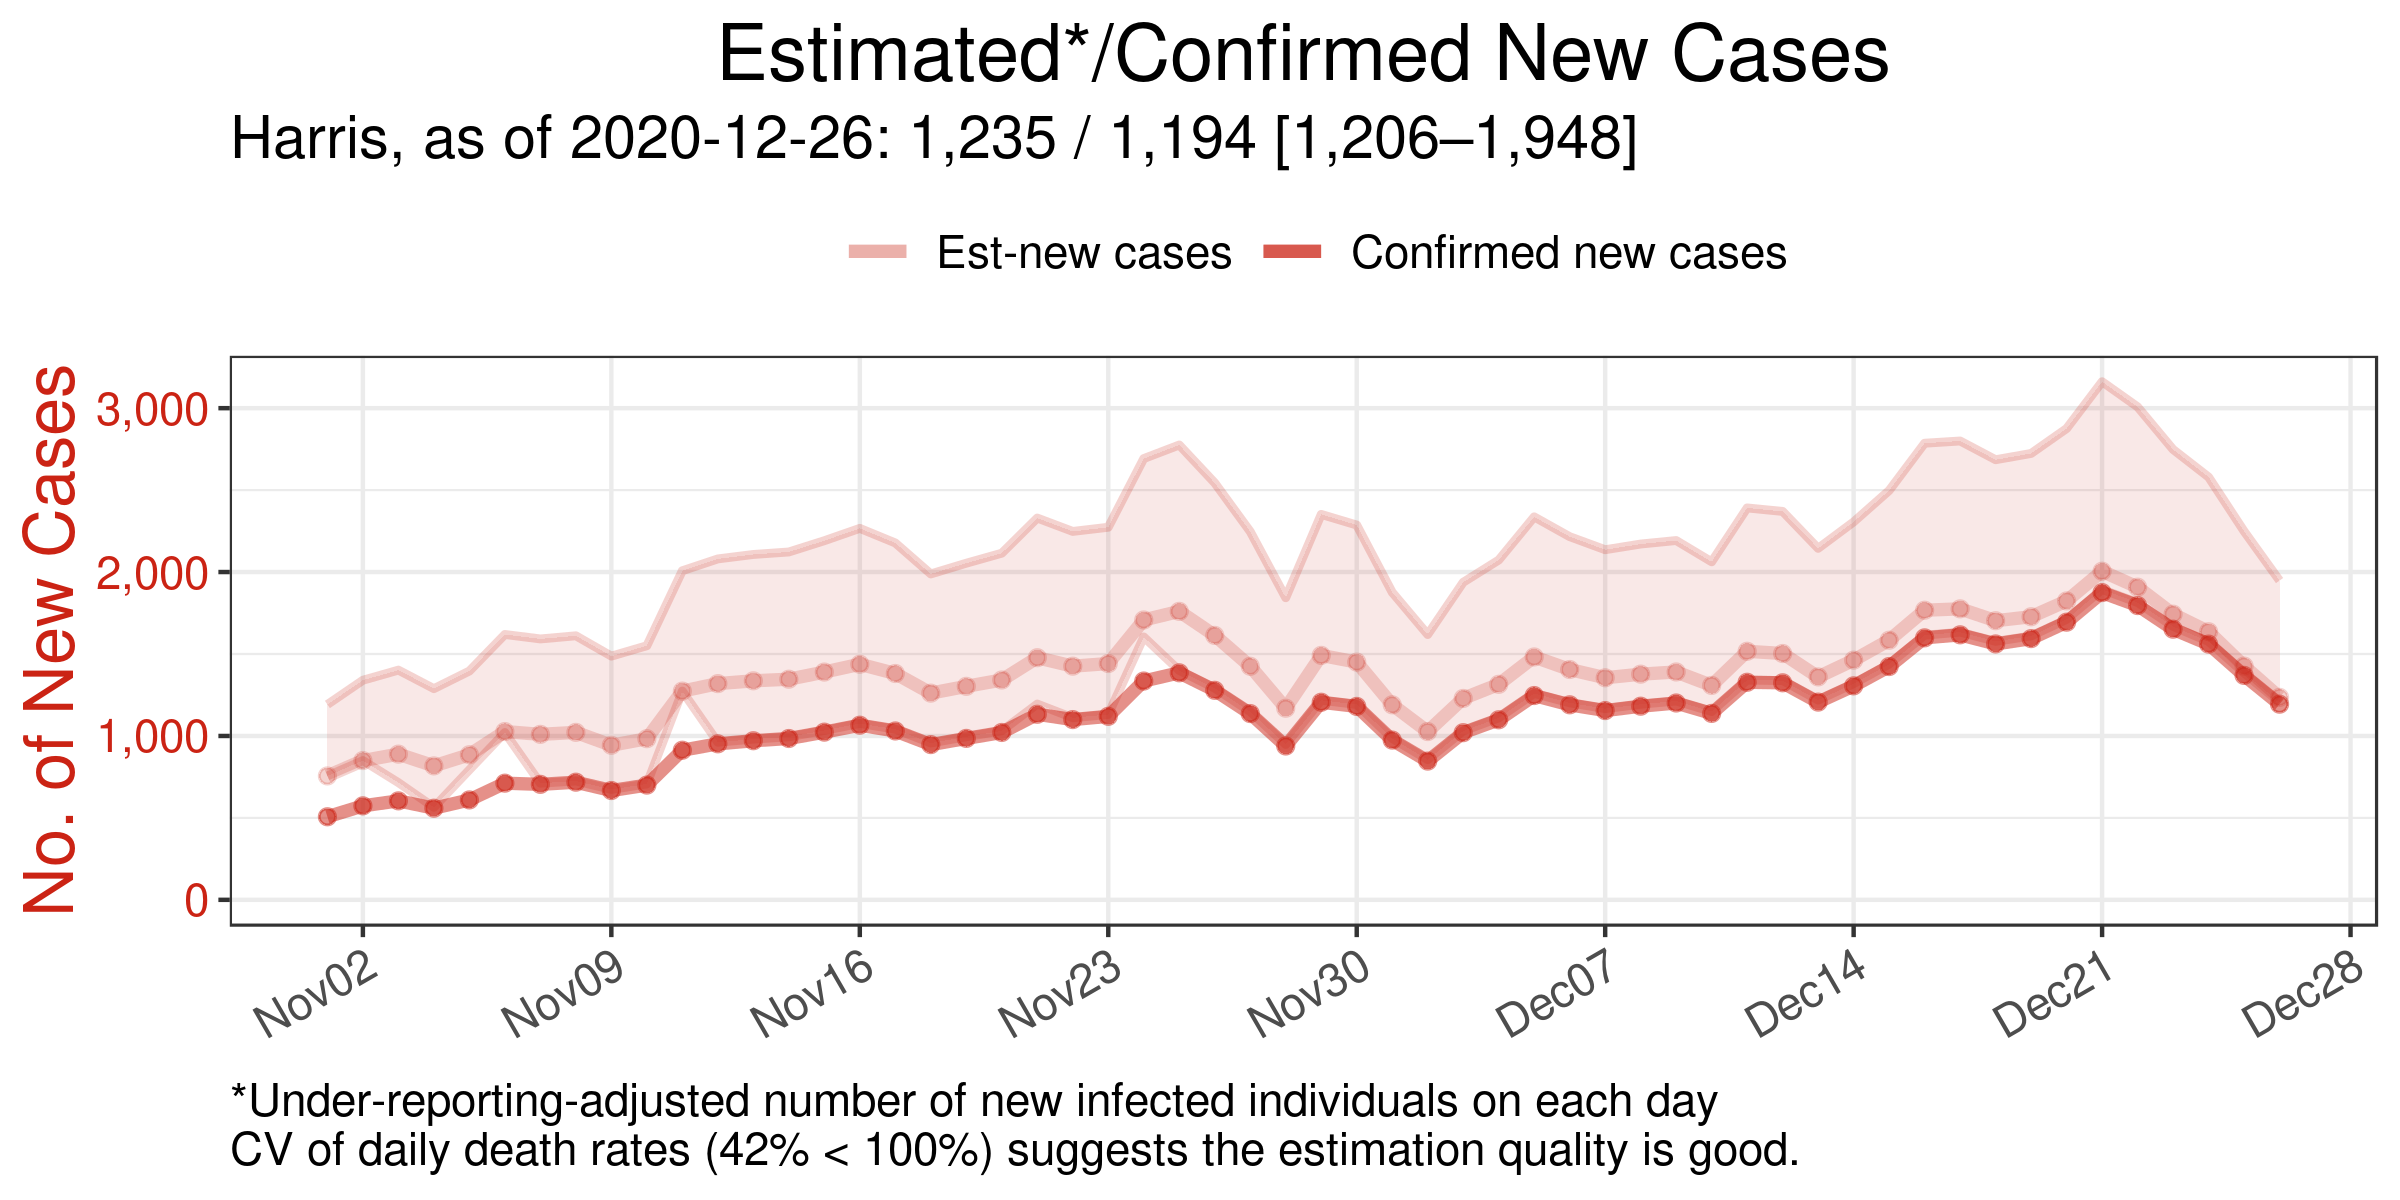 Estimated*/Confirmed New Cases
Harris, as of 2020-12-26: 1,235 / 1,194 [1,206–1,948]
Est-new cases Confirmed new cases
No. of New Cases
3,000
2,000
1,000
0
Nov02 Nov09 Nov16 Nov23 Nov30 Dec07 Dec14 Dec21 Dec28
*Under-reporting-adjusted number of new infected individuals on each day
CV of daily death rates (42% < 100%) suggests the estimation quality is good.